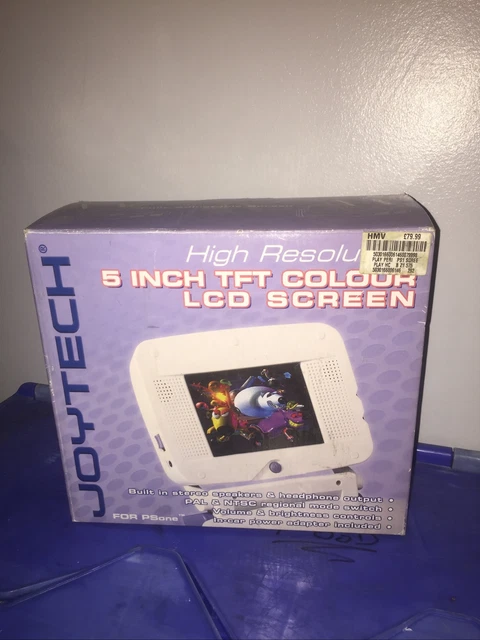 HMV £79.99
High Resolu
5 INCH TFT COLOUR
LCD SCREEN
JOYTECH®
Built in stereo speakers & headphone output •
PAL & NTSC regional mode switch •
Volume & brightness controls •
In-car power adapter included •
FOR PSone™